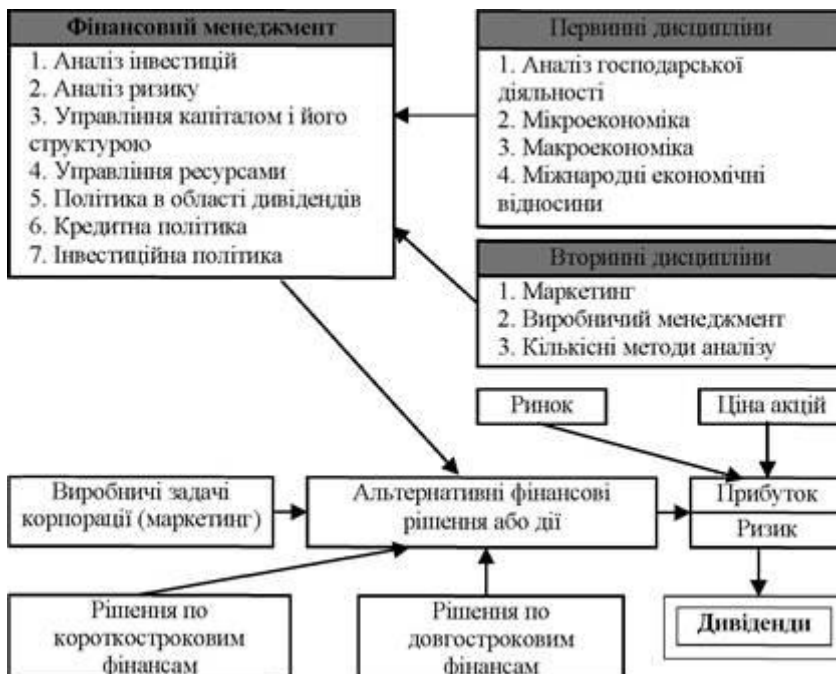 Фінансовий менеджмент
1. Аналіз інвестицій
2. Аналіз ризику
3. Управління капіталом і його
структурою
4. Управління ресурсами
5. Політика в області дивідендів
6. Кредитна політика
7. Інвестиційна політика
Первинні дисципліни
1. Аналіз господарської
діяльності
2. Мікроекономіка
3. Макроекономіка
4. Міжнародні економічні
відносини
Вторинні дисципліни
1. Маркетинг
2. Виробничий менеджмент
3. Кількісні методи аналізу
Ринок
Ціна акцій
Виробничі задачі
корпорації (маркетинг)
Альтернативні фінансові
рішення або дії
Прибуток
Ризик
Рішення по
короткостроковим
фінансам
Рішення по
довгостроковим
фінансам
Дивіденди